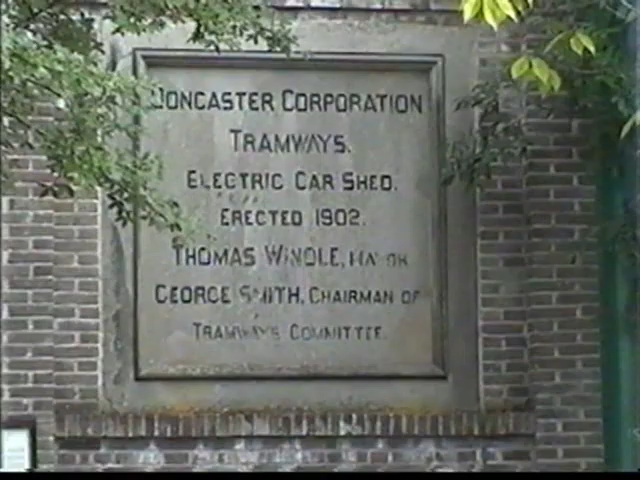 DONCASTER CORPORATION
TRAMWAYS.
ELECTRIC CAR SHED.
ERECTED 1902.
THOMAS WINDLE, MAYOR
GEORGE SMITH, CHAIRMAN OF
TRAMWAYS COMMITTEE.